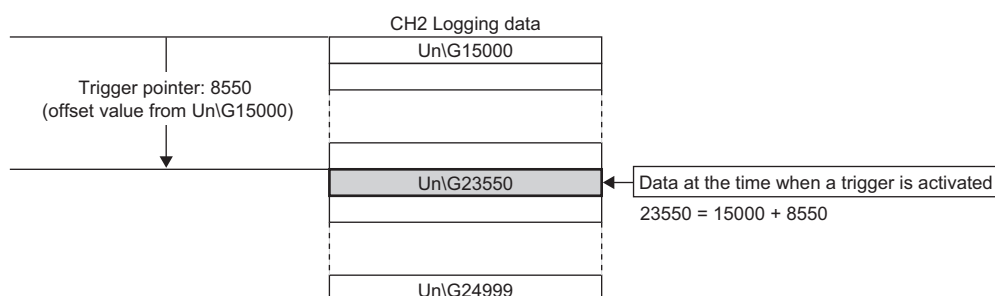 CH2 Logging data
Un\G15000
Trigger pointer: 8550
(offset value from Un\G15000)
Un\G23550
Data at the time when a trigger is activated
23550 = 15000 + 8550
Un\G24999